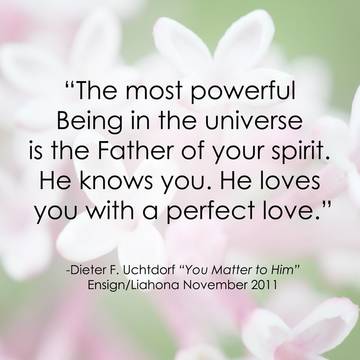 “The most powerful
Being in the universe
is the Father of your spirit.
He knows you. He loves
you with a perfect love.”
-Dieter F. Uchtdorf “You Matter to Him”
Ensign/Liahona November 2011